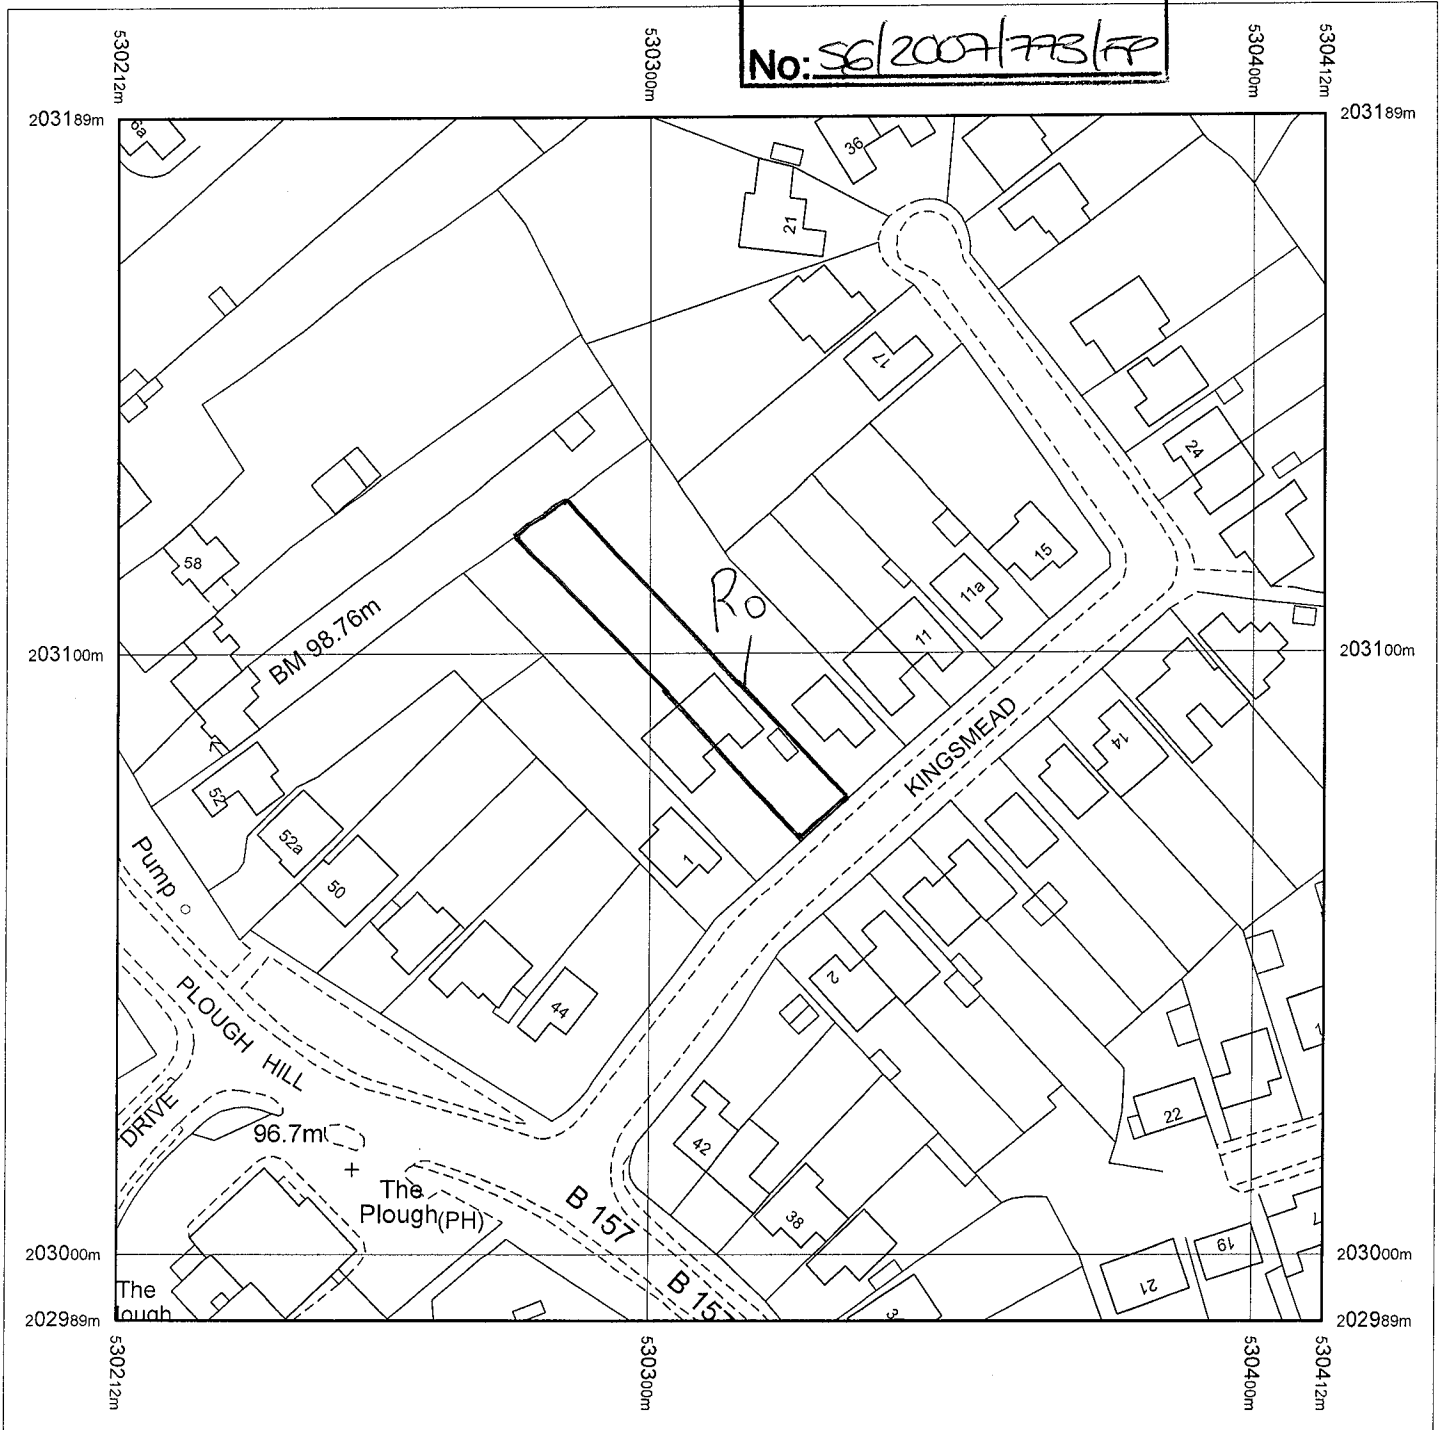 No: S6/2007/773/FP
530212m
530300m
530400m
530412m
203189m
203189m
6a
36
21
17
24
58
15
11a
RO
11
BM 98.76m
203100m
203100m
KINGSMEAD
14
52
52a
1
50
Pump
2
44
PLOUGH HILL
22
DRIVE
96.7m
42
The
Plough (PH)
38
B 157
19
203000m
203000m
21
B 157
The
lough
202989m
202989m
530212m
530300m
530400m
530412m